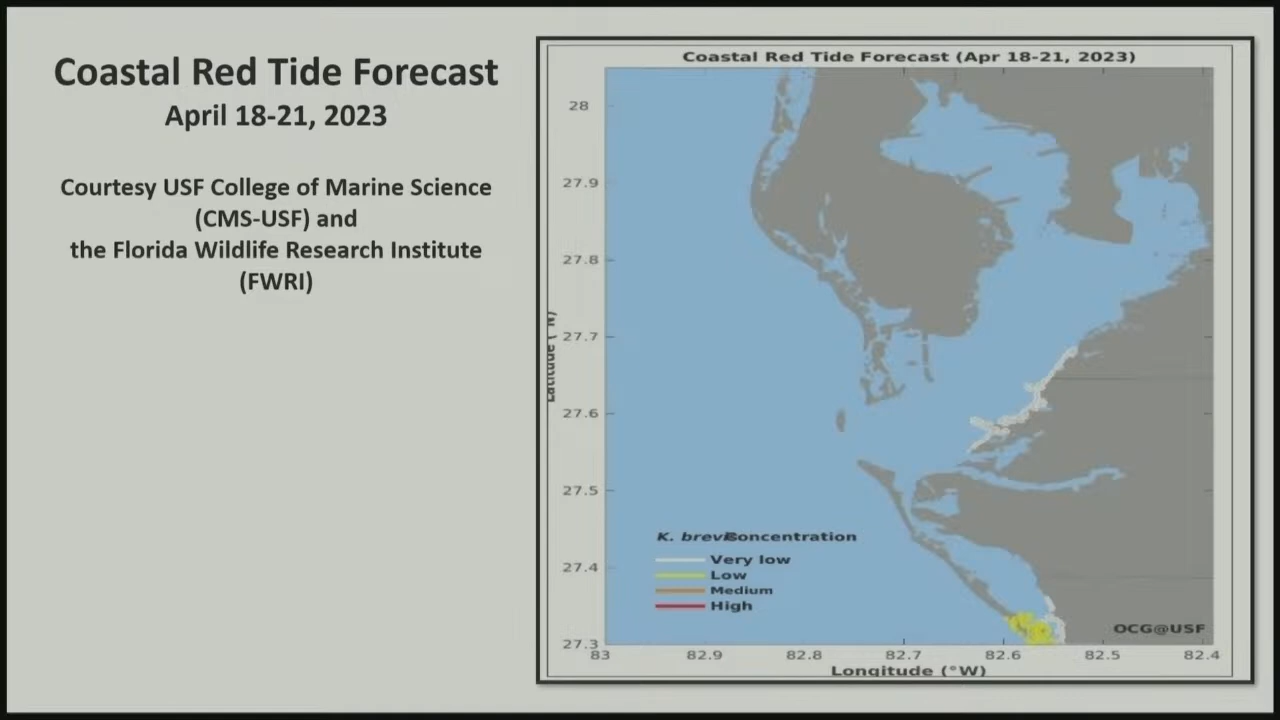 Coastal Red Tide Forecast
April 18-21, 2023
Courtesy USF College of Marine Science
(CMS-USF) and
the Florida Wildlife Research Institute
(FWRI)
Coastal Red Tide Forecast (Apr 18-21, 2023)
28
27.9
27.8
27.7
27.6
27.5
27.4
27.3
Latitude (°N)
K. brevis Concentration
Very low
Low
Medium
High
OCG@USF
83 82.9 82.8 82.7 82.6 82.5 82.4
Longitude (°W)